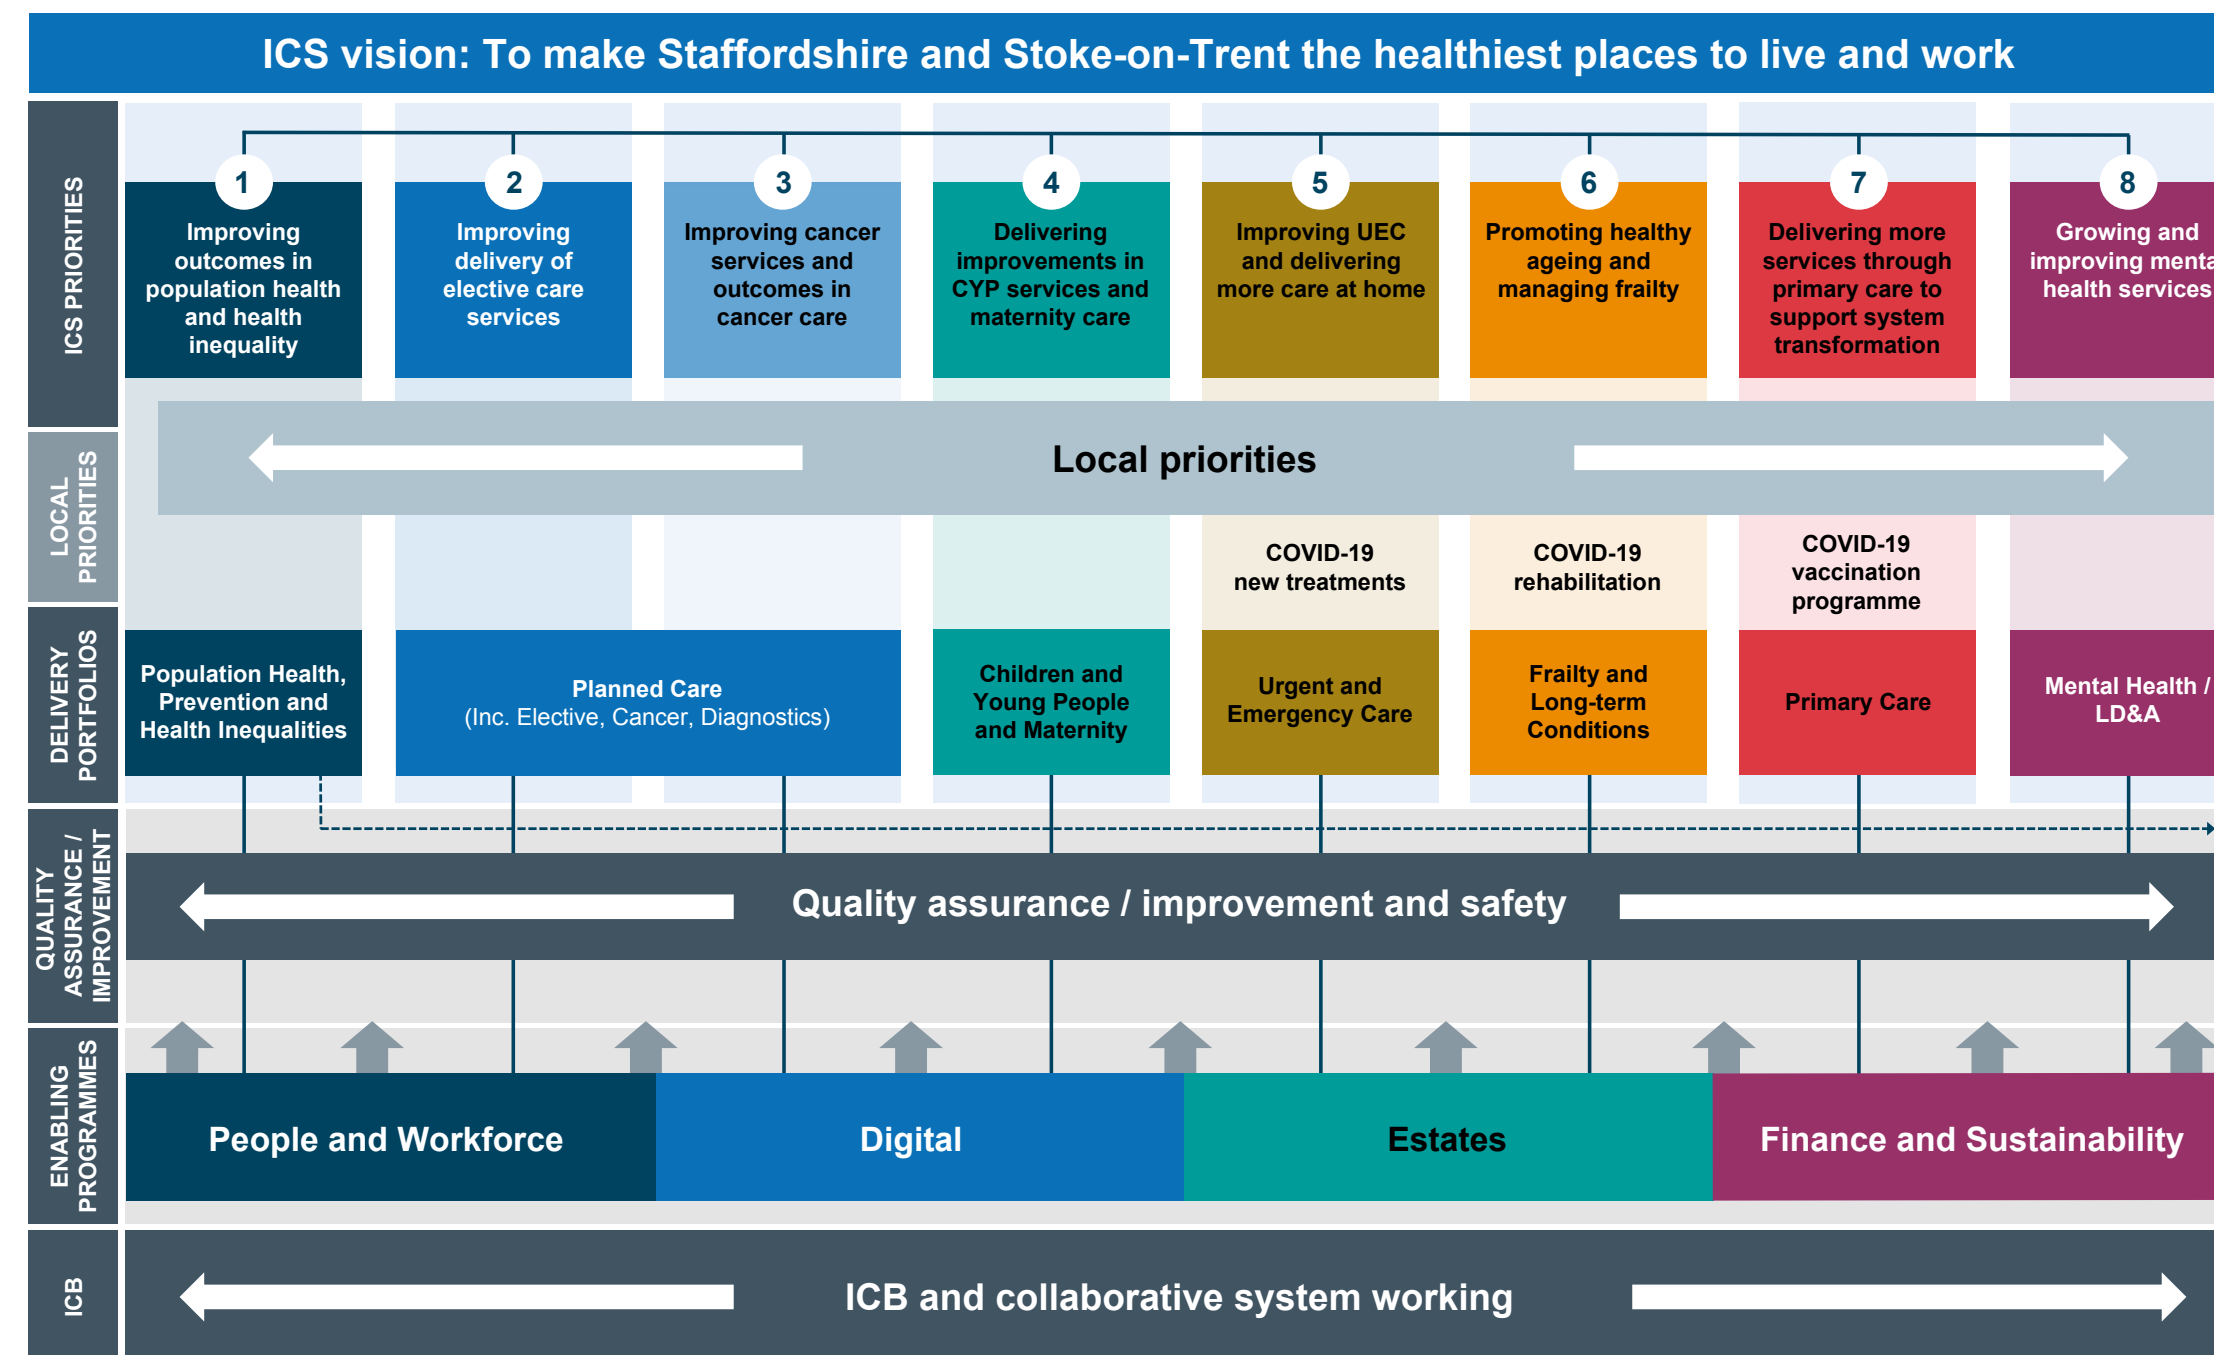 ICS vision: To make Staffordshire and Stoke-on-Trent the healthiest places to live and work
ICS PRIORITIES
1
Improving
outcomes in
population health
and health
inequality
2
Improving
delivery of
elective care
services
3
Improving cancer
services and
outcomes in
cancer care
4
Delivering
improvements in
CYP services and
maternity care
5
Improving UEC
and delivering
more care at home
6
Promoting healthy
ageing and
managing frailty
7
Delivering more
services through
primary care to
support system
transformation
8
Growing and
improving menta
health services
LOCAL
PRIORITIES
Local priorities
COVID-19
new treatments
COVID-19
rehabilitation
COVID-19
vaccination
programme
DELIVERY
PORTFOLIOS
Population Health,
Prevention and
Health Inequalities
Planned Care
(Inc. Elective, Cancer, Diagnostics)
Children and
Young People
and Maternity
Urgent and
Emergency Care
Frailty and
Long-term
Conditions
Primary Care
Mental Health /
LD&A
QUALITY
ASSURANCE /
IMPROVEMENT
Quality assurance / improvement and safety
ENABLING
PROGRAMMES
People and Workforce
Digital
Estates
Finance and Sustainability
ICB
ICB and collaborative system working